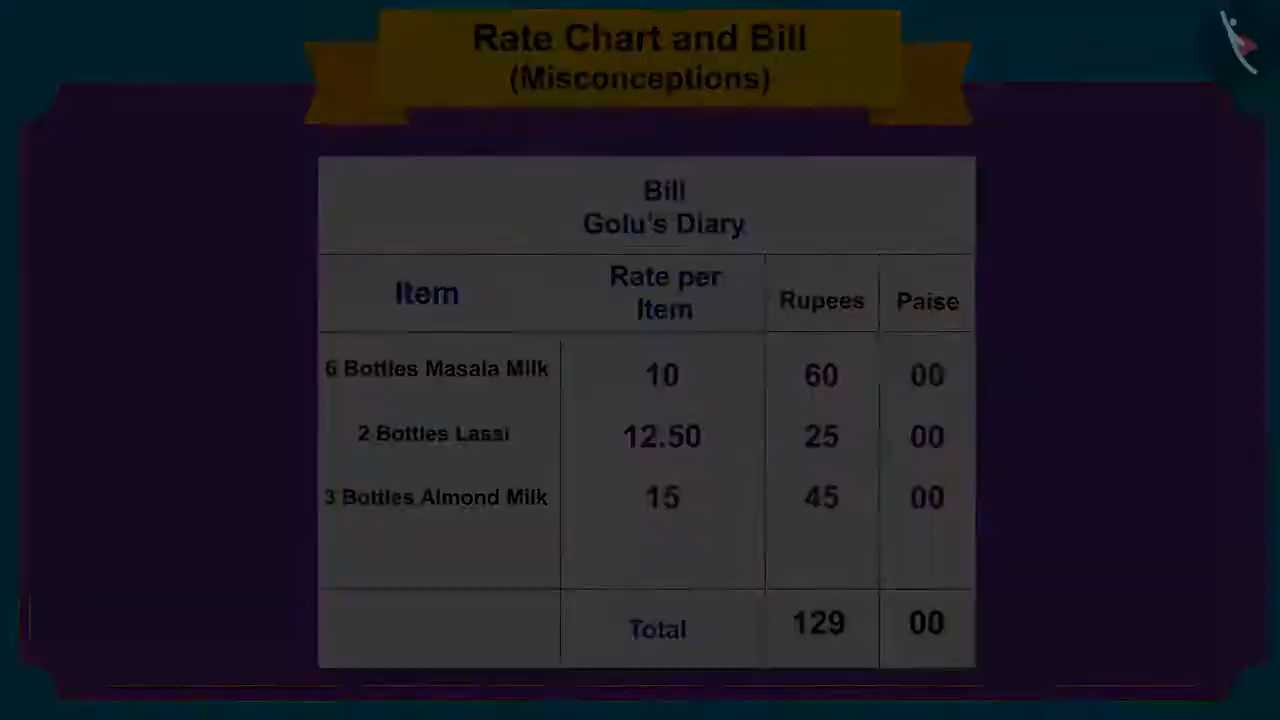 Rate Chart and Bill
(Misconceptions)
Bill
Golu's Diary
Item Rate per Item Rupees Paise
6 Bottles Masala Milk 10 60 00
2 Bottles Lassi 12.50 25 00
3 Bottles Almond Milk 15 45 00
Total 129 00